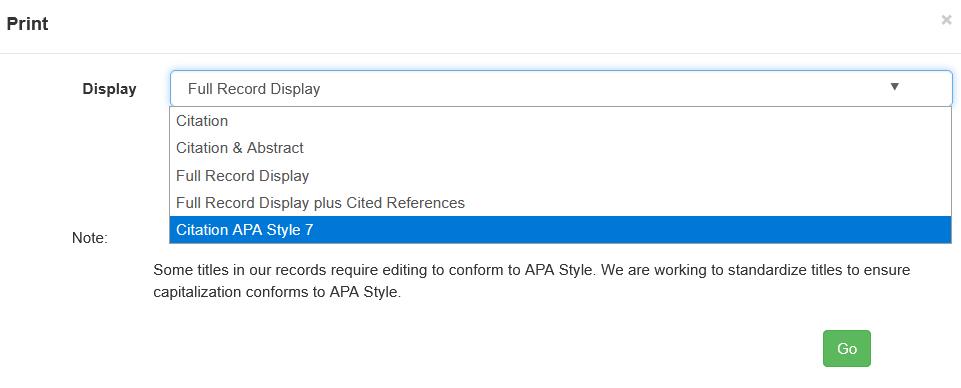 Print
×
Display
Full Record Display
▼
Citation
Citation & Abstract
Full Record Display
Full Record Display plus Cited References
Citation APA Style 7
Note:
Some titles in our records require editing to conform to APA Style. We are working to standardize titles to ensure
capitalization conforms to APA Style.
Go